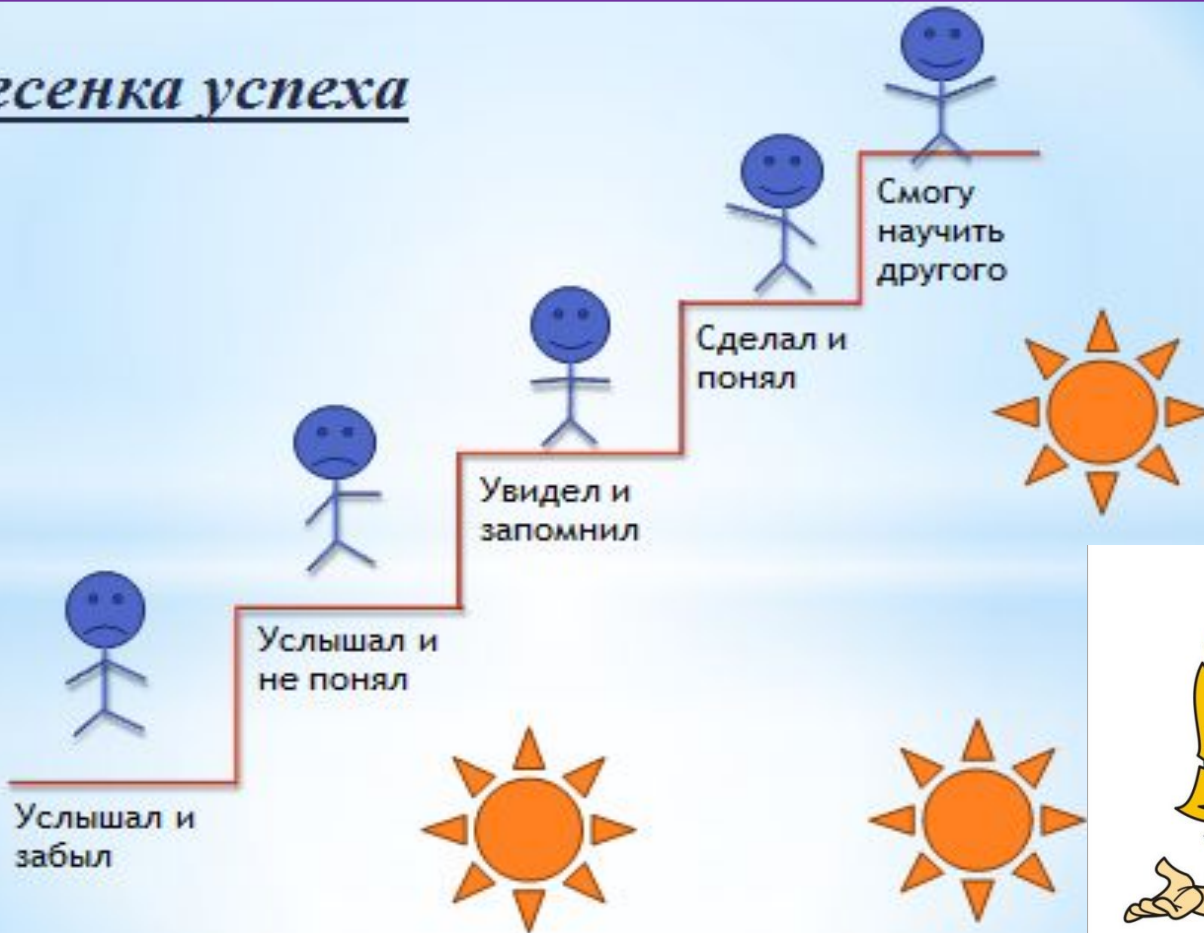 есенка успеха
Смогу
научить
другого
Сделал и
понял
Увидел и
запомнил
Услышал и
не понял
Услышал и
забыл